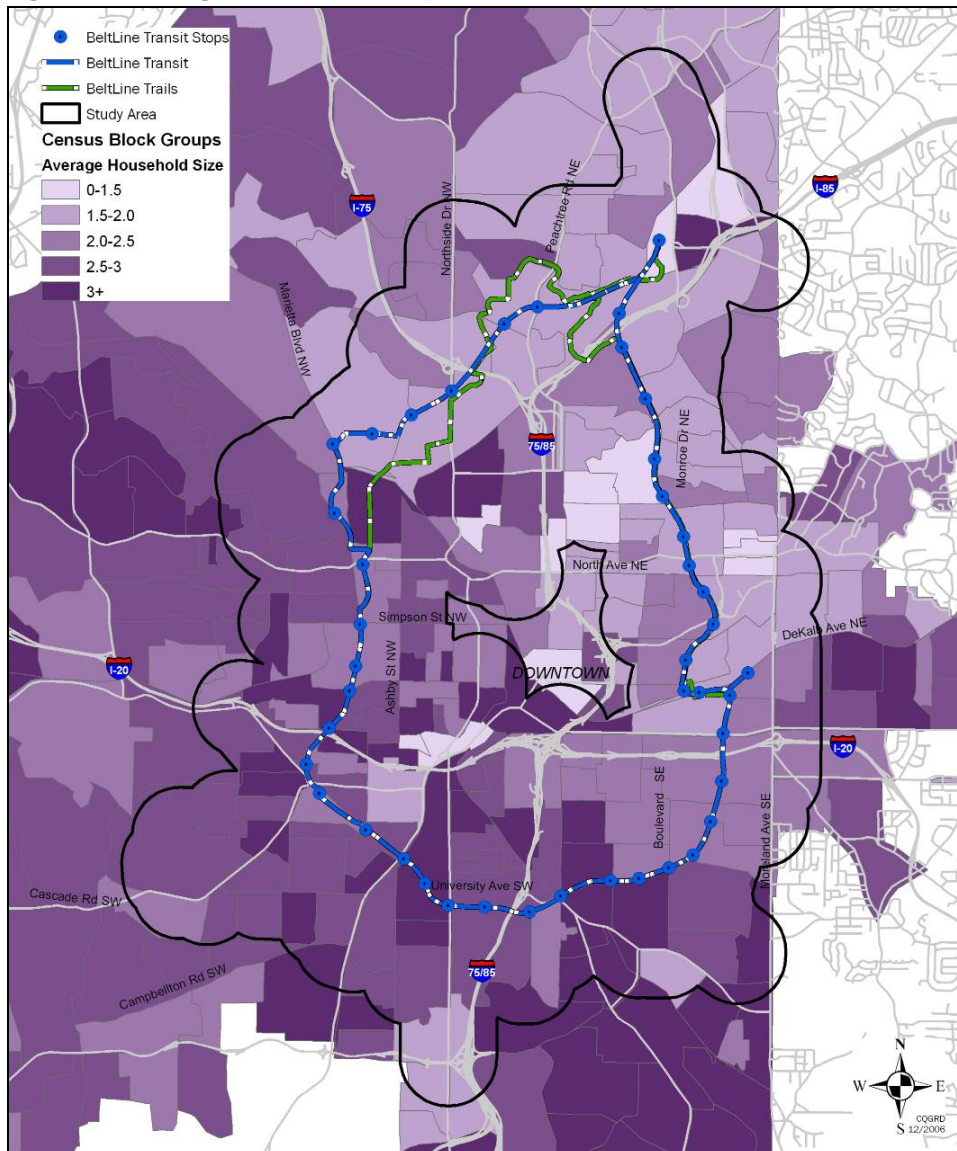 BeltLine Transit Stops
BeltLine Transit
BeltLine Trails
Study Area
Census Block Groups
Average Household Size
0-1.5
1.5-2.0
2.0-2.5
2.5-3
3+
I-75
Northside Dr NW
Peachtree Rd NE
I-85
Marietta Blvd NW
75/85
Monroe Dr NE
North Ave NE
Simpson St NW
DeKalb Ave NE
I-20
Ashby St NW
DOWNTOWN
I-20
Boulevard SE
Moreland Ave SE
University Ave SW
Cascade Rd SW
Campbellton Rd SW
75/85
N
W E
S
CQGRD
12/2006